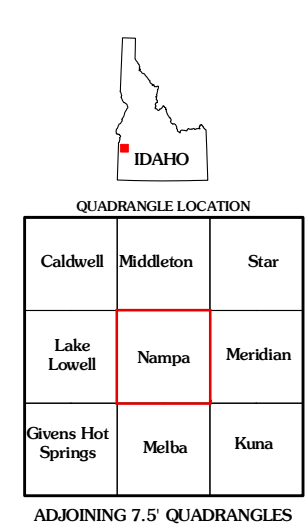 IDAHO
QUADRANGLE LOCATION
Caldwell Middleton Star
Lake
Lowell
Nampa
Meridian
Givens Hot
Springs
Melba
Kuna
ADJOINING 7.5' QUADRANGLES